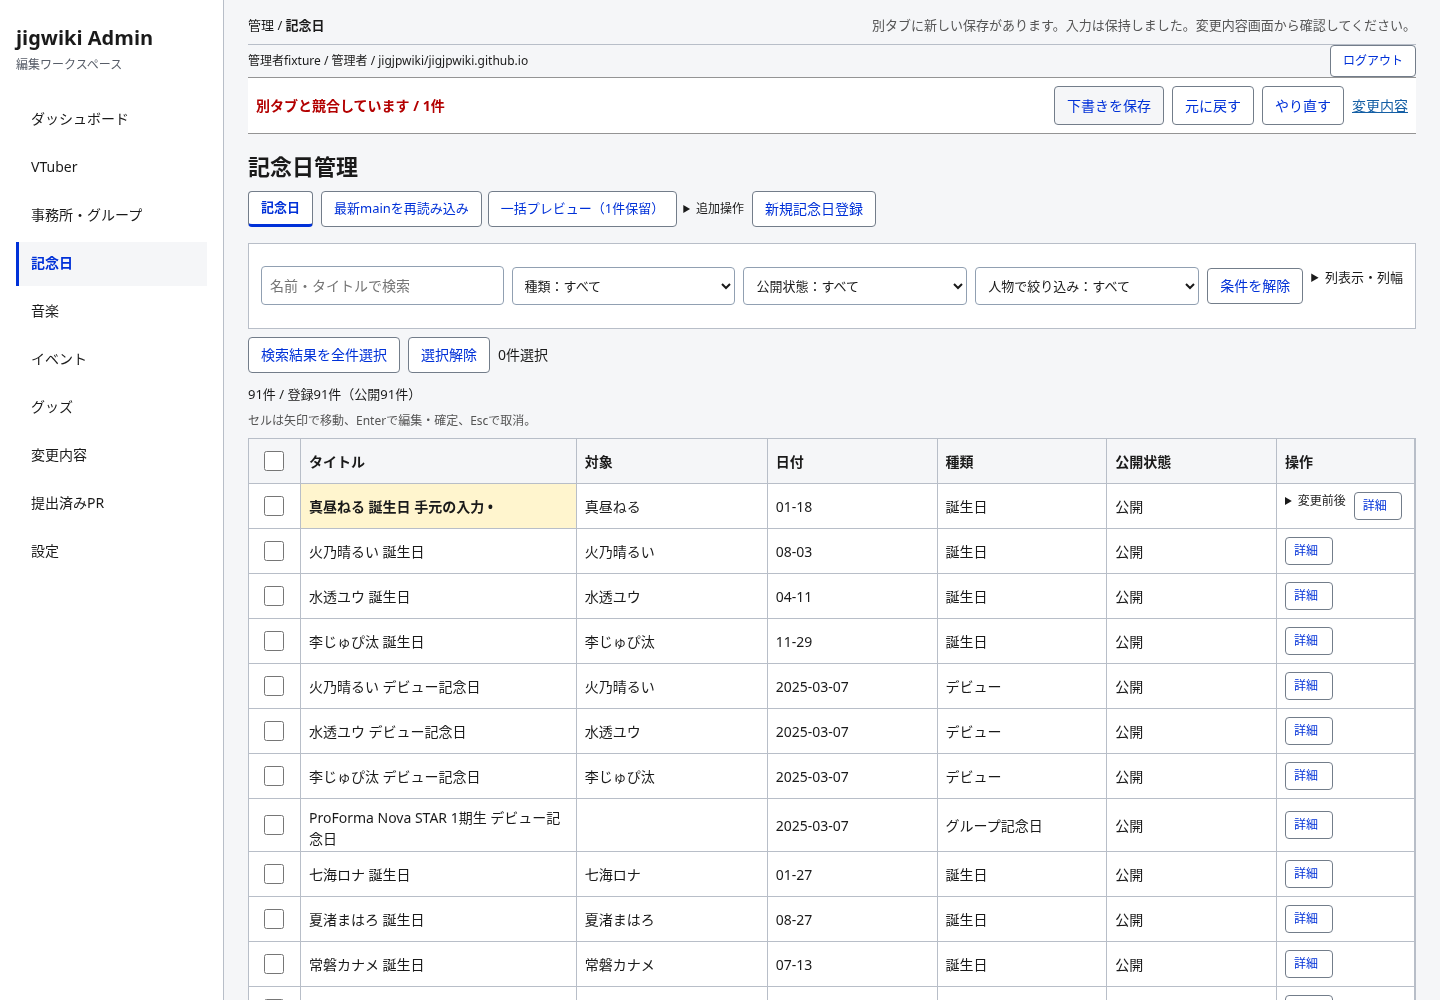 jigwiki Admin
編集ワークスペース
ダッシュボード
VTuber
事務所・グループ
記念日
音楽
イベント
グッズ
変更内容
提出済みPR
設定
管理 / 記念日
別タブに新しい保存があります。入力は保持しました。変更内容画面から確認してください。
管理者fixture / 管理者 / jigjpwiki/jigjpwiki.github.io
ログアウト
別タブと競合しています / 1件
下書きを保存
元に戻す
やり直す
変更内容
記念日管理
記念日
最新mainを再読み込み
一括プレビュー（1件保留）
▶ 追加操作
新規記念日登録
名前・タイトルで検索
種類：すべて
公開状態：すべて
人物で絞り込み：すべて
条件を解除
▶ 列表示・列幅
検索結果を全件選択
選択解除
0件選択
91件 / 登録91件（公開91件）
セルは矢印で移動、Enterで編集・確定、Escで取消。
タイトル 対象 日付 種類 公開状態 操作
真昼ねる 誕生日 手元の入力 • 真昼ねる 01-18 誕生日 公開 ▶ 変更前後 詳細
火乃晴るい 誕生日 火乃晴るい 08-03 誕生日 公開 詳細
水透ユウ 誕生日 水透ユウ 04-11 誕生日 公開 詳細
李じゅぴ汰 誕生日 李じゅぴ汰 11-29 誕生日 公開 詳細
火乃晴るい デビュー記念日 火乃晴るい 2025-03-07 デビュー 公開 詳細
水透ユウ デビュー記念日 水透ユウ 2025-03-07 デビュー 公開 詳細
李じゅぴ汰 デビュー記念日 李じゅぴ汰 2025-03-07 デビュー 公開 詳細
ProForma Nova STAR 1期生 デビュー記
念日 2025-03-07 グループ記念日 公開 詳細
七海ロナ 誕生日 七海ロナ 01-27 誕生日 公開 詳細
夏渚まはろ 誕生日 夏渚まはろ 08-27 誕生日 公開 詳細
常磐カナメ 誕生日 常磐カナメ 07-13 誕生日 公開 詳細